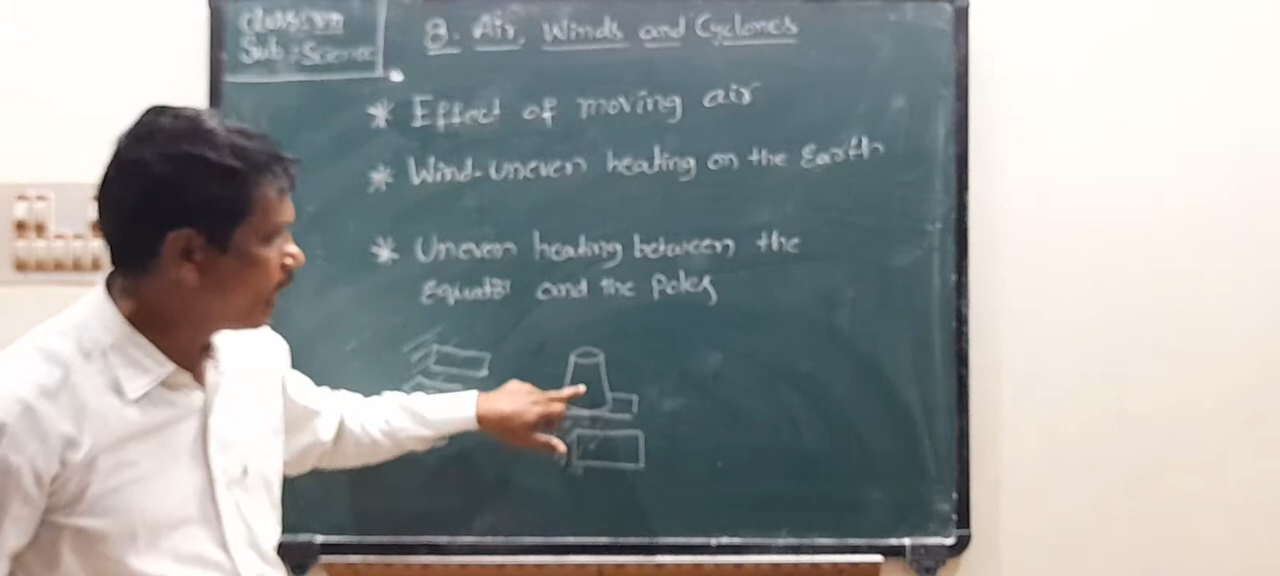 Class: VII
Sub: Science
8. Air, Winds and Cyclones
* Effect of moving air
* Wind-uneven heating on the Earth
* Uneven heating between the
equator and the Poles